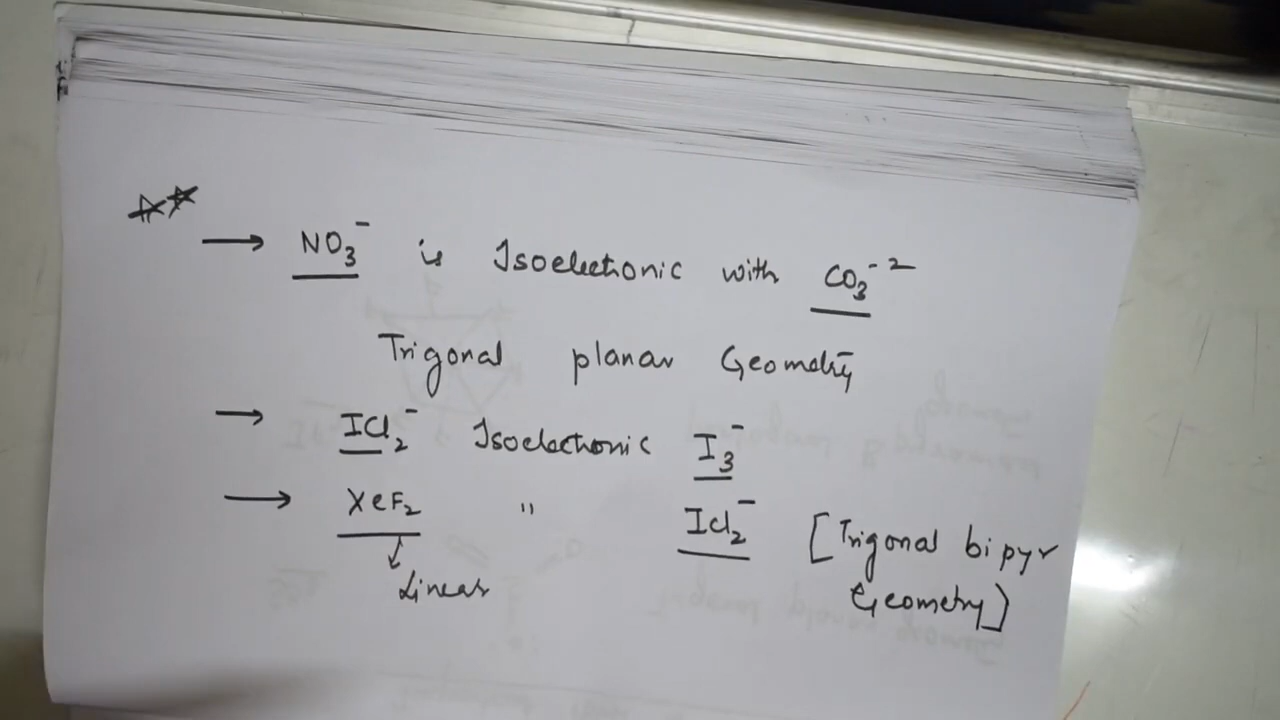 → NO₃⁻ is Isoelectronic with CO₃⁻²
Trigonal planar Geometry
→ ICl₂⁻ Isoelectronic I₃⁻
→ XeF₂ " ICl₂⁻ [Trigonal bipyr
↓ Linear Geometry]